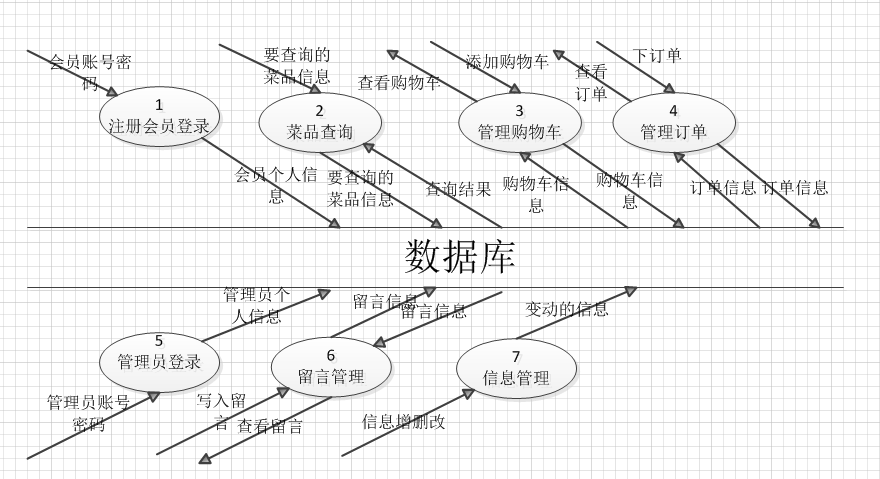 会员账号密
码
要查询的
菜品信息
查看购物车
添加购物车
查看
订单
下订单
1
注册会员登录
2
菜品查询
3
管理购物车
4
管理订单
会员个人信
息
要查询的
菜品信息
查询结果
购物车信
息
购物车信
息
订单信息
订单信息
数据库
管理员个
人信息
留言信息
留言信息
变动的信息
5
管理员登录
6
留言管理
7
信息管理
管理员账号
密码
写入留
言
查看留言
信息增删改